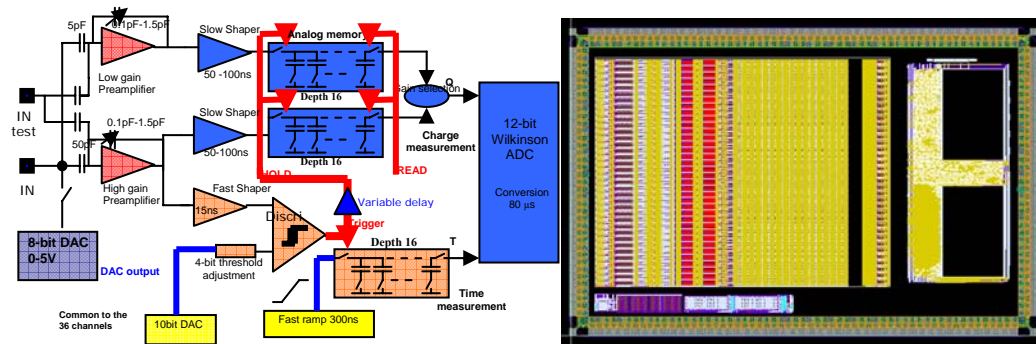 5pF
0.1pF-1.5pF
Slow Shaper
Analog memory
50 -100ns
Low gain
Preamplifier
Depth 16
Q
Gain selection
IN
test
Slow Shaper
12-bit
Wilkinson
ADC
0.1pF-1.5pF
50pF
50-100ns
Depth 16
Charge
measurement
Conversion
80 µs
IN
High gain
Preamplifier
HOLD
READ
Fast Shaper
Variable delay
15ns
Discri
Trigger
8-bit DAC
0-5V
DAC output
4-bit threshold
adjustment
Depth 16
T
Time
measurement
Common to the
36 channels
10bit DAC
Fast ramp 300ns